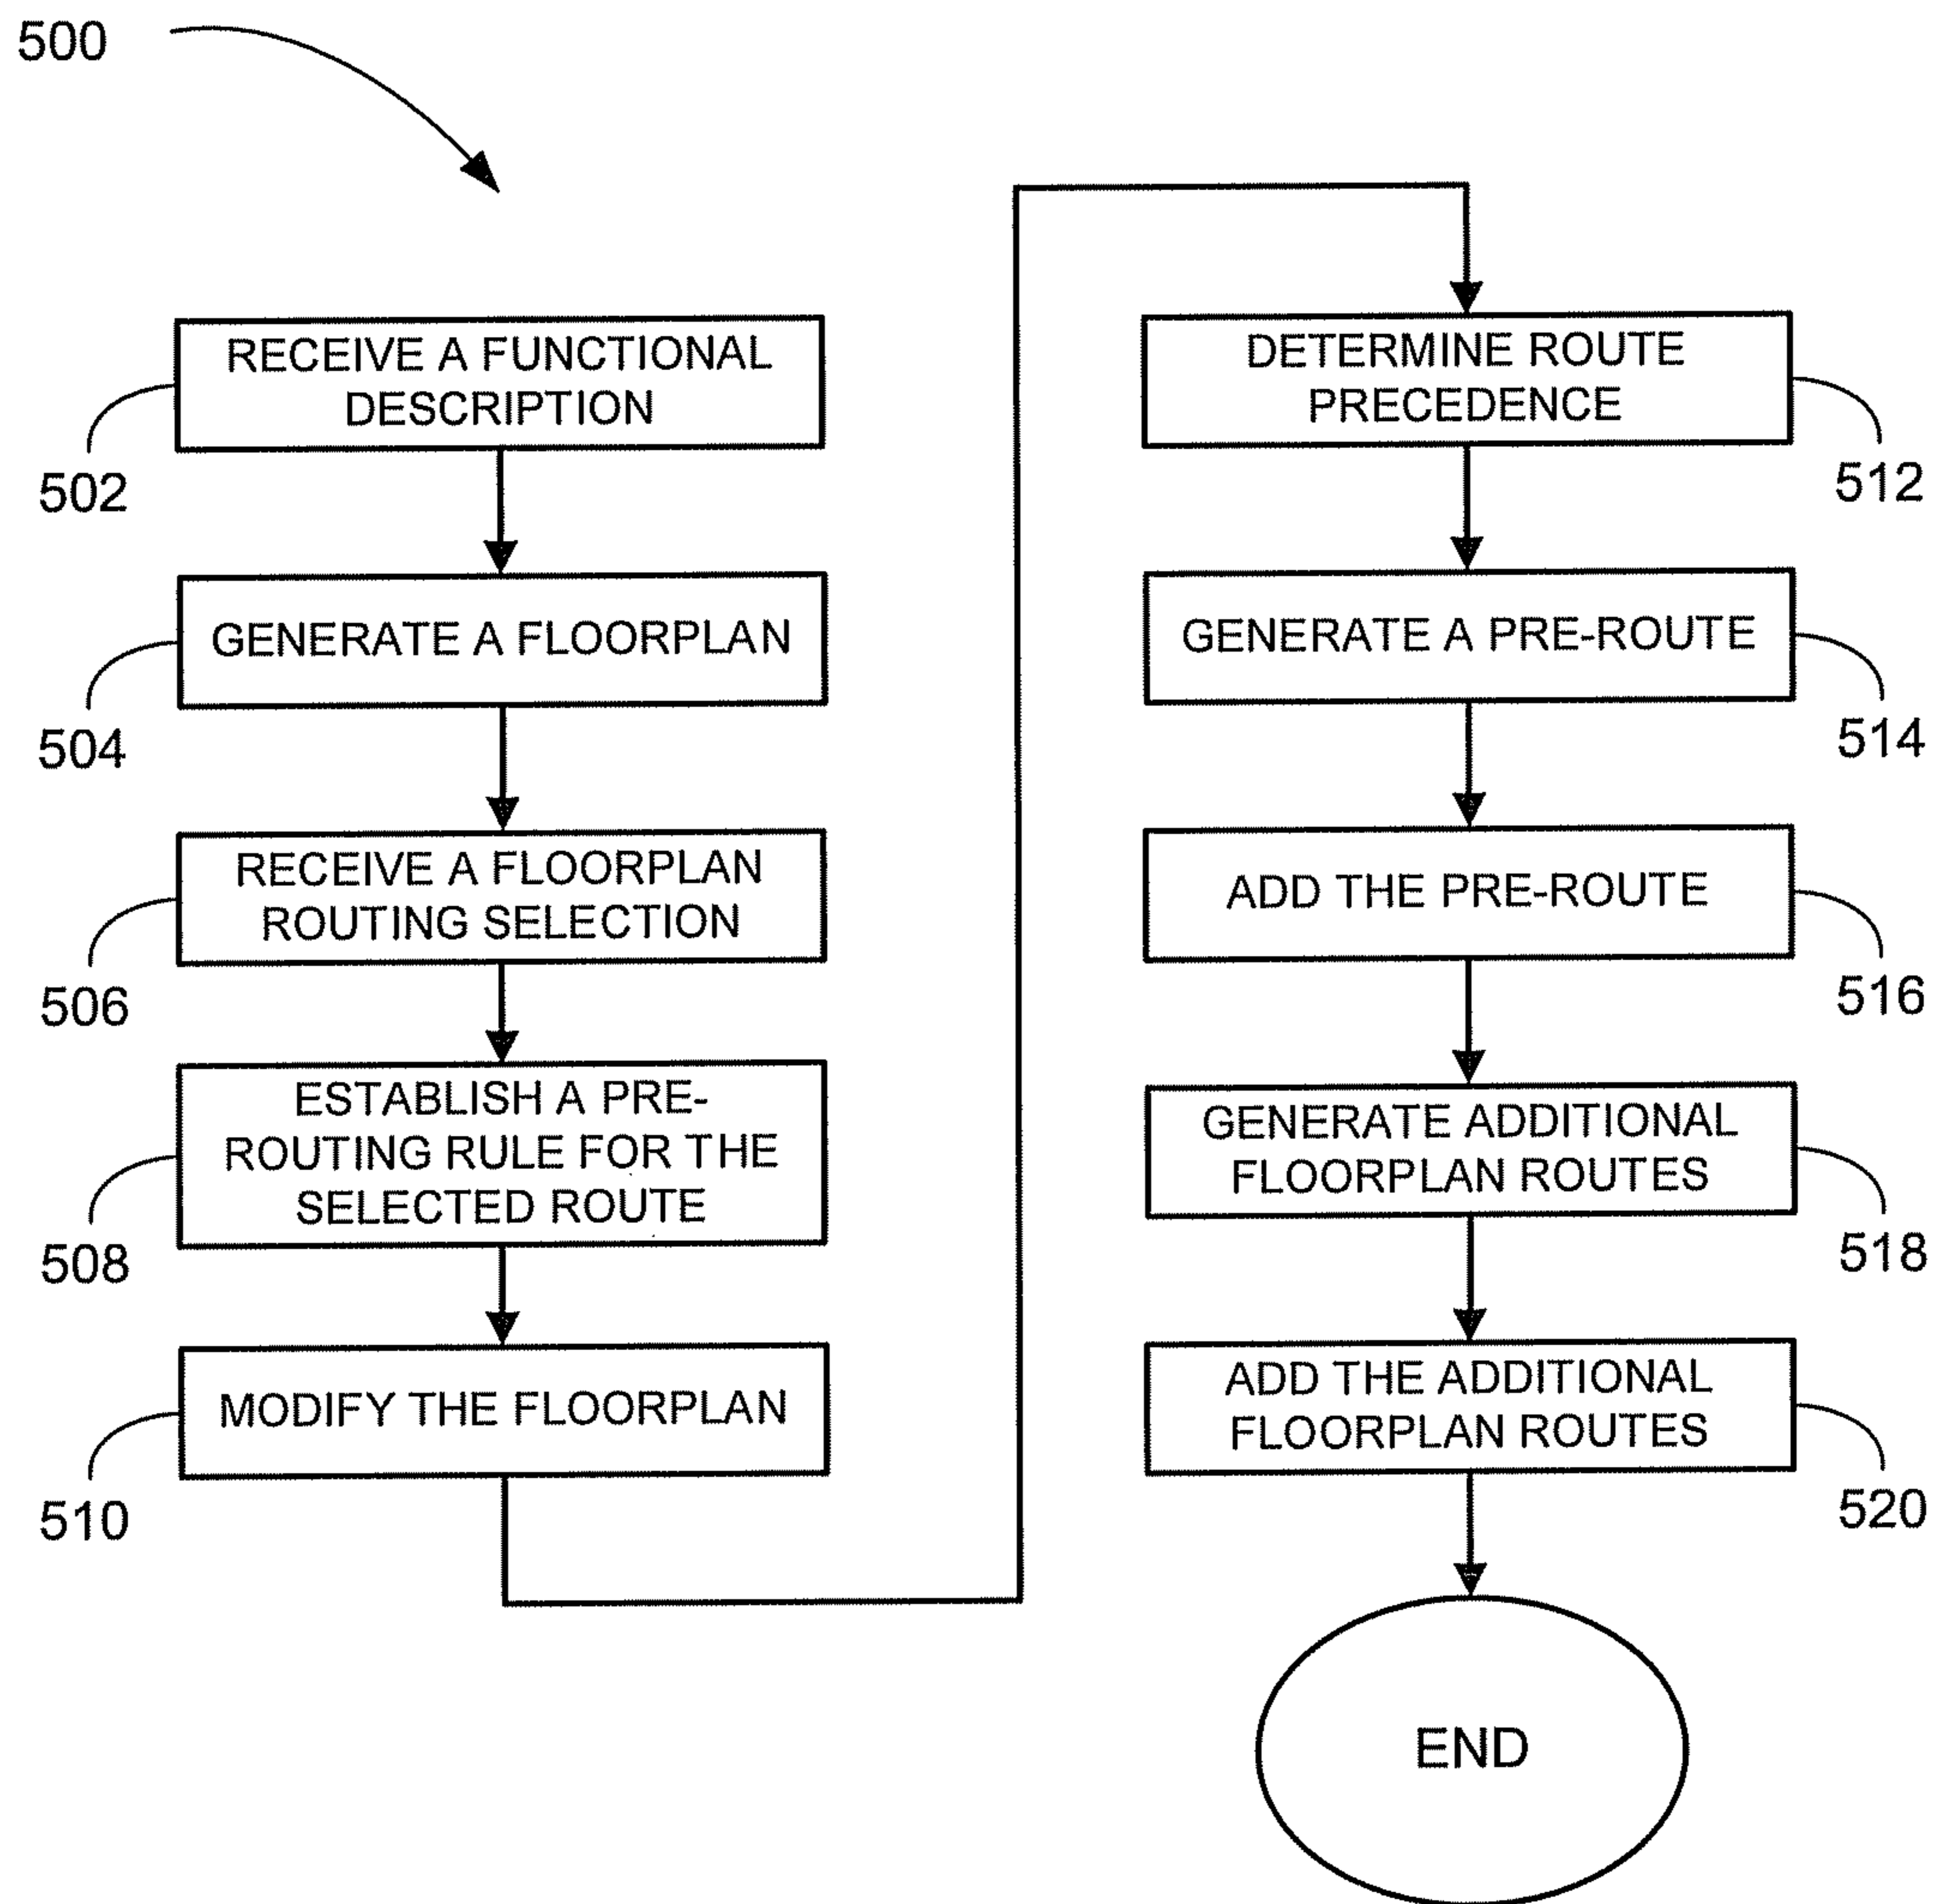 500
RECEIVE A FUNCTIONAL
DESCRIPTION
502
GENERATE A FLOORPLAN
504
RECEIVE A FLOORPLAN
ROUTING SELECTION
506
ESTABLISH A PRE-
ROUTING RULE FOR THE
SELECTED ROUTE
508
MODIFY THE FLOORPLAN
510
DETERMINE ROUTE
PRECEDENCE
512
GENERATE A PRE-ROUTE
514
ADD THE PRE-ROUTE
516
GENERATE ADDITIONAL
FLOORPLAN ROUTES
518
ADD THE ADDITIONAL
FLOORPLAN ROUTES
520
END